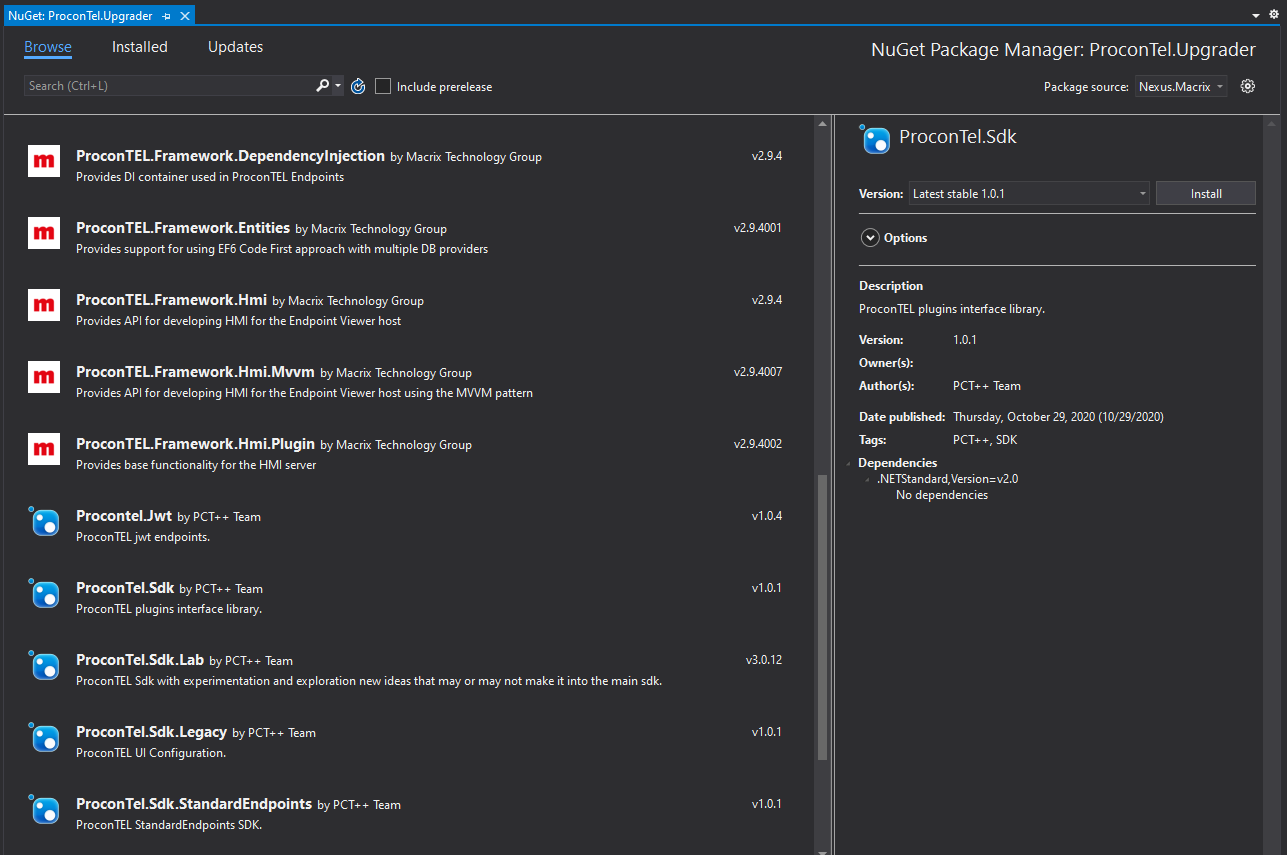 NuGet: ProconTel.Upgrader
Browse Installed Updates
NuGet Package Manager: ProconTel.Upgrader
Search (Ctrl+L)
Include prerelease
Package source: Nexus.Macrix
m ProconTEL.Framework.DependencyInjection by Macrix Technology Group v2.9.4
Provides DI container used in ProconTEL Endpoints
m ProconTEL.Framework.Entities by Macrix Technology Group v2.9.4001
Provides support for using EF6 Code First approach with multiple DB providers
m ProconTEL.Framework.Hmi by Macrix Technology Group v2.9.4
Provides API for developing HMI for the Endpoint Viewer host
m ProconTEL.Framework.Hmi.Mvvm by Macrix Technology Group v2.9.4007
Provides API for developing HMI for the Endpoint Viewer host using the MVVM pattern
m ProconTEL.Framework.Hmi.Plugin by Macrix Technology Group v2.9.4002
Provides base functionality for the HMI server
Procontel.Jwt by PCT++ Team v1.0.4
ProconTEL jwt endpoints.
ProconTel.Sdk by PCT++ Team v1.0.1
ProconTEL plugins interface library.
ProconTel.Sdk.Lab by PCT++ Team v3.0.12
ProconTEL Sdk with experimentation and exploration new ideas that may or may not make it into the main sdk.
ProconTel.Sdk.Legacy by PCT++ Team v1.0.1
ProconTEL UI Configuration.
ProconTel.Sdk.StandardEndpoints by PCT++ Team v1.0.1
ProconTEL StandardEndpoints SDK.
ProconTel.Sdk
Version: Latest stable 1.0.1 Install
Options
Description
ProconTEL plugins interface library.
Version: 1.0.1
Owner(s):
Author(s): PCT++ Team
Date published: Thursday, October 29, 2020 (10/29/2020)
Tags: PCT++, SDK
Dependencies
.NETStandard,Version=v2.0
No dependencies